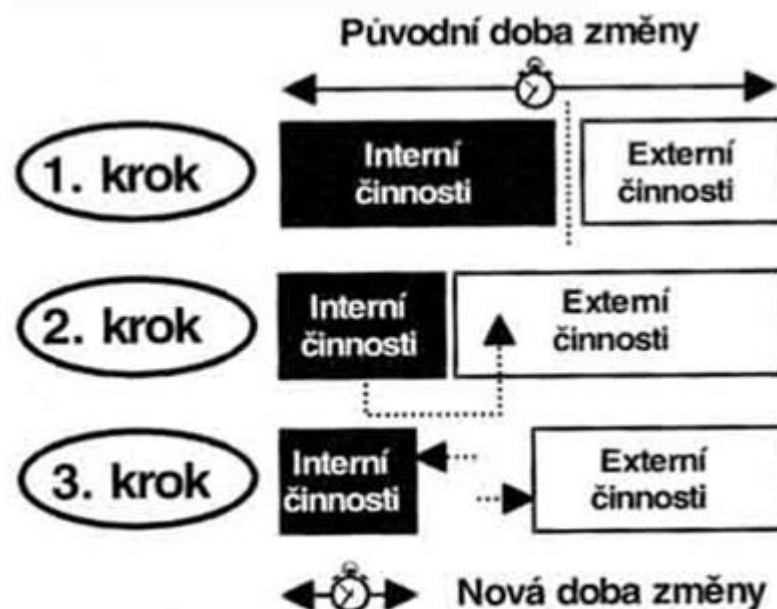 Původní doba změny
1. krok
Interní
činnosti
Externí
činnosti
2. krok
Interní
činnosti
Externí
činnosti
3. krok
Interní
činnosti
Externí
činnosti
Nová doba změny